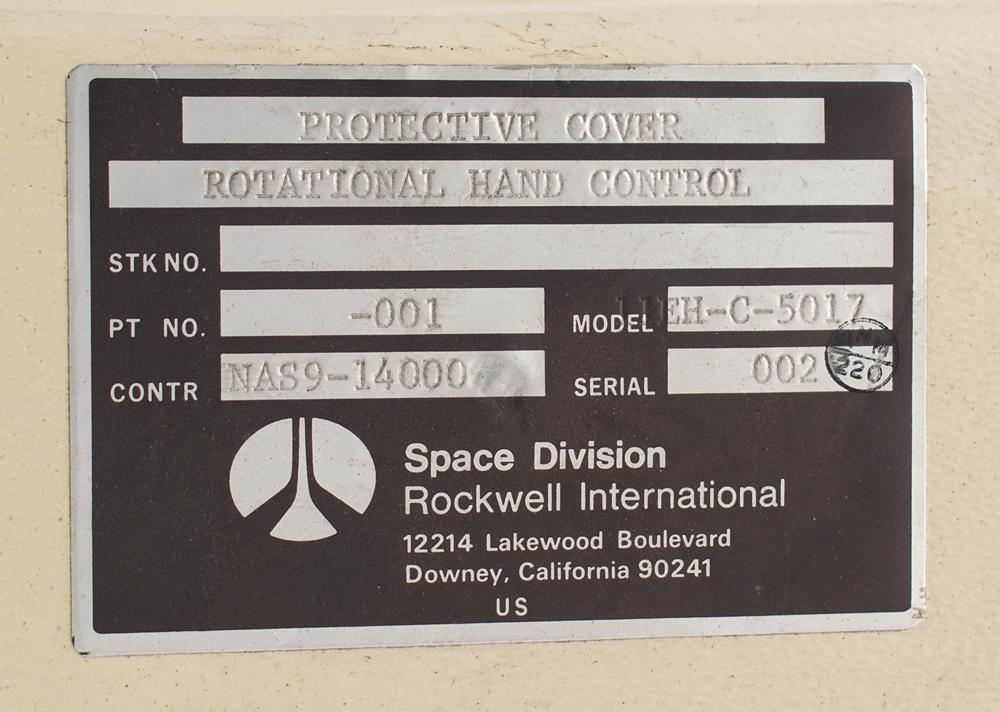 PROTECTIVE COVER
ROTATIONAL HAND CONTROL
STK NO.
PT NO. -001
MODEL EH-C-5017
CONTR NAS9-14000
SERIAL 002
220
Space Division
Rockwell International
12214 Lakewood Boulevard
Downey, California 90241
US